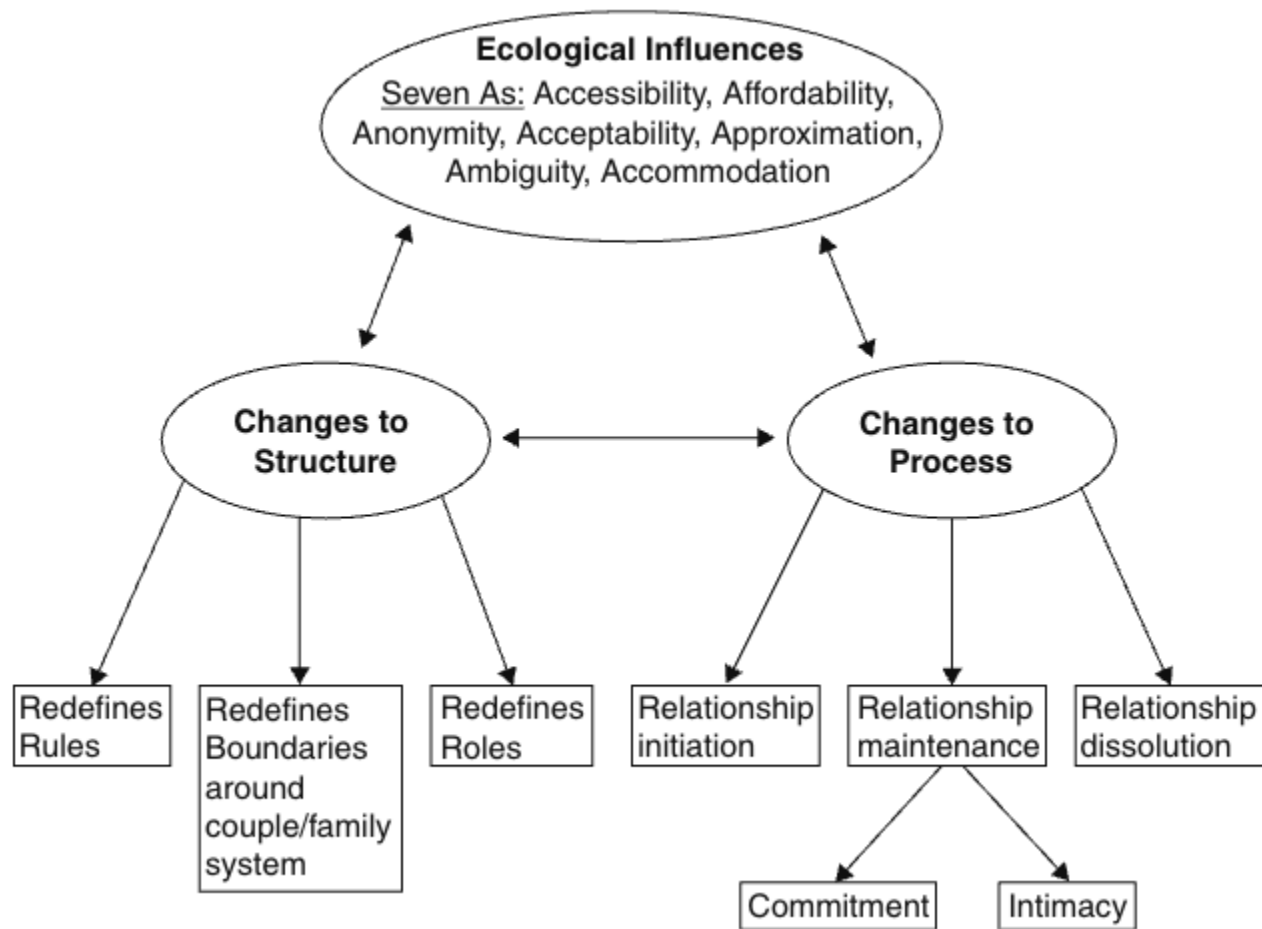 Ecological Influences
Seven As: Accessibility, Affordability,
Anonymity, Acceptability, Approximation,
Ambiguity, Accommodation
Changes to
Structure
Changes to
Process
Redefines
Rules
Redefines
Boundaries
around
couple/family
system
Redefines
Roles
Relationship
initiation
Relationship
maintenance
Relationship
dissolution
Commitment
Intimacy